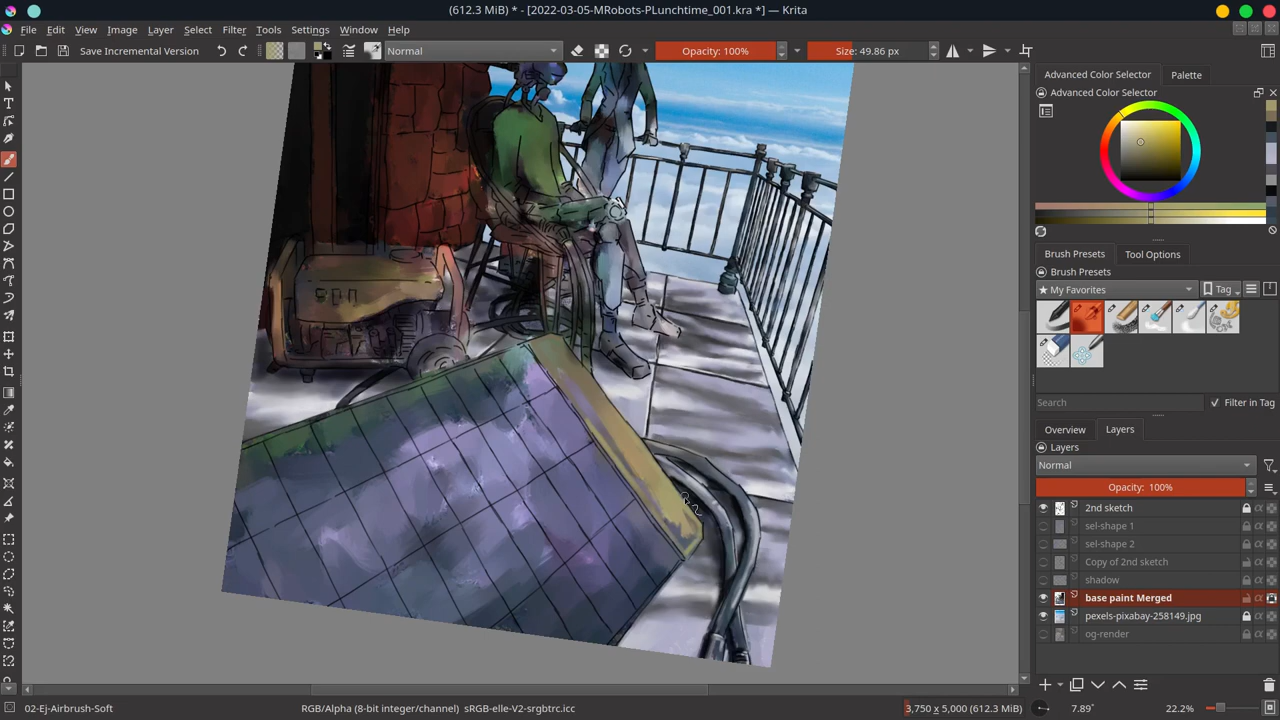 (612.3 MiB) * - [2022-03-05-MRobots-PLunchtime_001.kra *] — Krita
File Edit View Image Layer Select Filter Tools Settings Window Help
Save Incremental Version Normal Opacity: 100% Size: 49.86 px
Advanced Color Selector Palette
Advanced Color Selector
Brush Presets Tool Options
Brush Presets
★ My Favorites Tag
Search Filter in Tag
Overview Layers
Layers
Normal
Opacity: 100%
2nd sketch
sel-shape 1
sel-shape 2
Copy of 2nd sketch
shadow
base paint Merged
pexels-pixabay-258149.jpg
og-render
02-Ej-Airbrush-Soft RGB/Alpha (8-bit integer/channel) sRGB-elle-V2-srgbtrc.icc 3,750 x 5,000 (612.3 MiB) 7.89° 22.2%